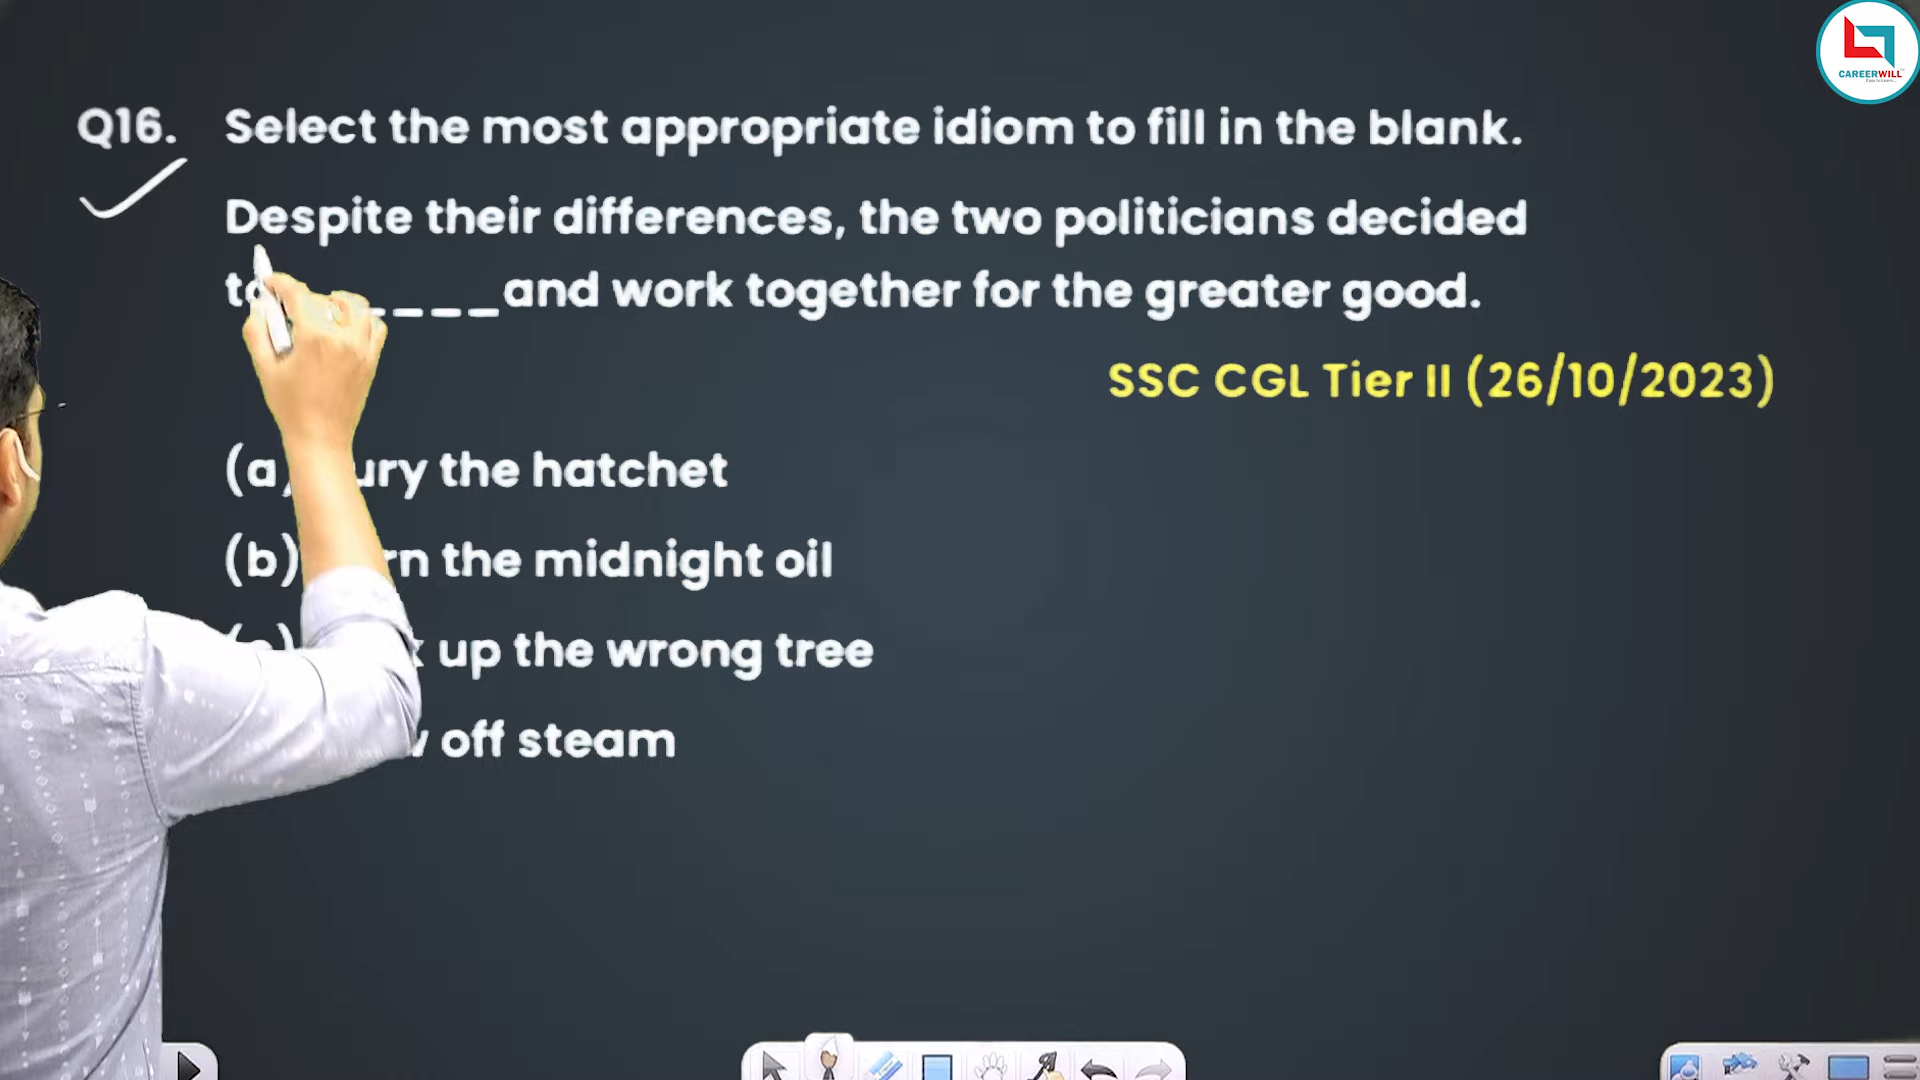 CAREERWILL
Q16. Select the most appropriate idiom to fill in the blank.
Despite their differences, the two politicians decided
to ____ and work together for the greater good.
SSC CGL Tier II (26/10/2023)
(a) the hatchet
(b) the midnight oil
up the wrong tree
off steam